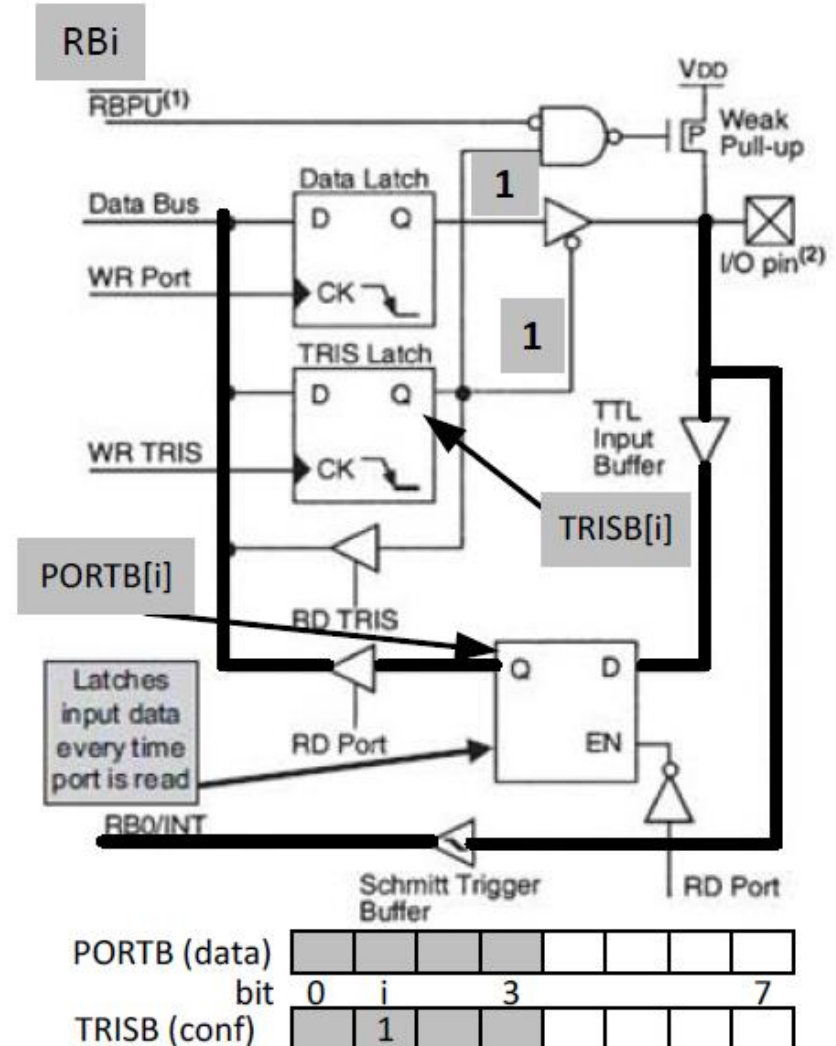 RBi
VDD
RBPU(1)
P
Weak
Pull-up
1
Data Latch
Data Bus
D Q
I/O pin(2)
WR Port
CK
1
TRIS Latch
D Q
TTL
Input
Buffer
WR TRIS
CK
TRISB[i]
PORTB[i]
RD TRIS
Q D
Latches
input data
every time
port is read
RD Port
EN
RB0/INT
Schmitt Trigger
Buffer
RD Port
PORTB (data)
bit 0 i 3 7
TRISB (conf) 1